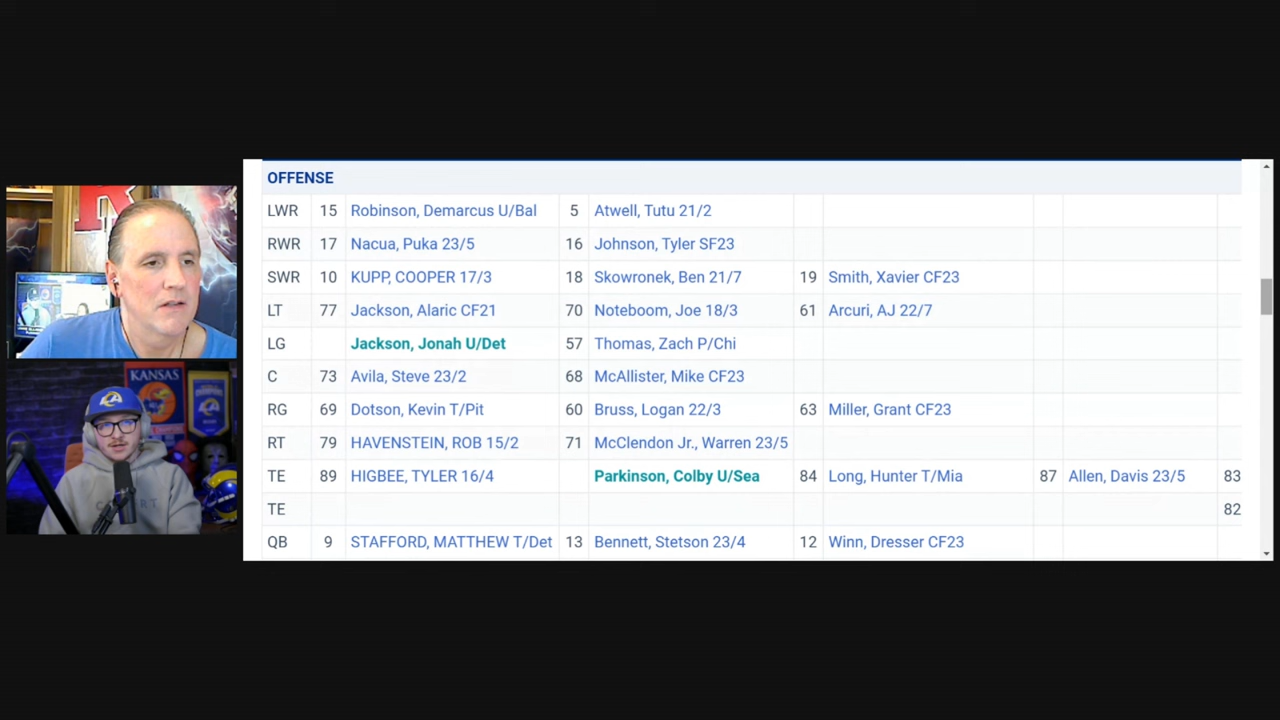 OFFENSE
LWR 15 Robinson, Demarcus U/Bal 5 Atwell, Tutu 21/2
RWR 17 Nacua, Puka 23/5 16 Johnson, Tyler SF23
SWR 10 KUPP, COOPER 17/3 18 Skowronek, Ben 21/7 19 Smith, Xavier CF23
LT 77 Jackson, Alaric CF21 70 Noteboom, Joe 18/3 61 Arcuri, AJ 22/7
LG Jackson, Jonah U/Det 57 Thomas, Zach P/Chi
C 73 Avila, Steve 23/2 68 McAllister, Mike CF23
RG 69 Dotson, Kevin T/Pit 60 Bruss, Logan 22/3 63 Miller, Grant CF23
RT 79 HAVENSTEIN, ROB 15/2 71 McClendon Jr., Warren 23/5
TE 89 HIGBEE, TYLER 16/4 Parkinson, Colby U/Sea 84 Long, Hunter T/Mia 87 Allen, Davis 23/5 83
TE 82
QB 9 STAFFORD, MATTHEW T/Det 13 Bennett, Stetson 23/4 12 Winn, Dresser CF23
R
KANSAS